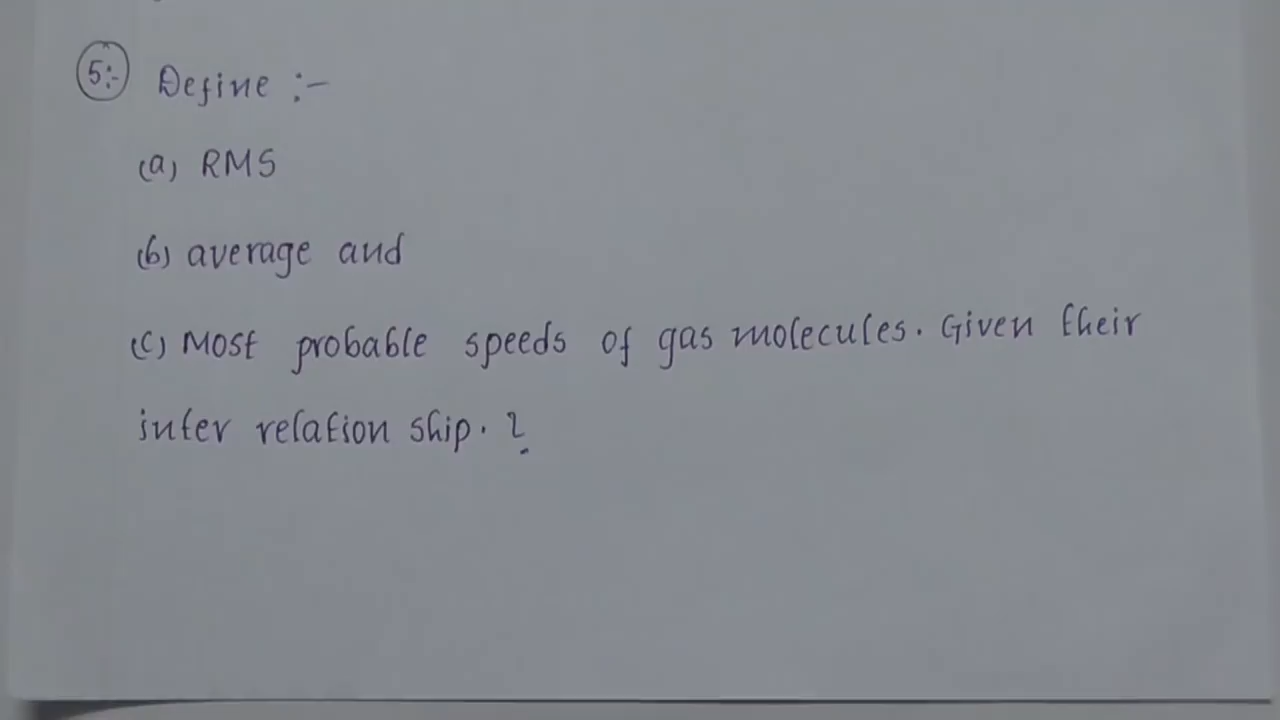 5:- Define :-
(a) RMS
(b) average and
(c) Most probable speeds of gas molecules. Given their
inter relation ship. ?